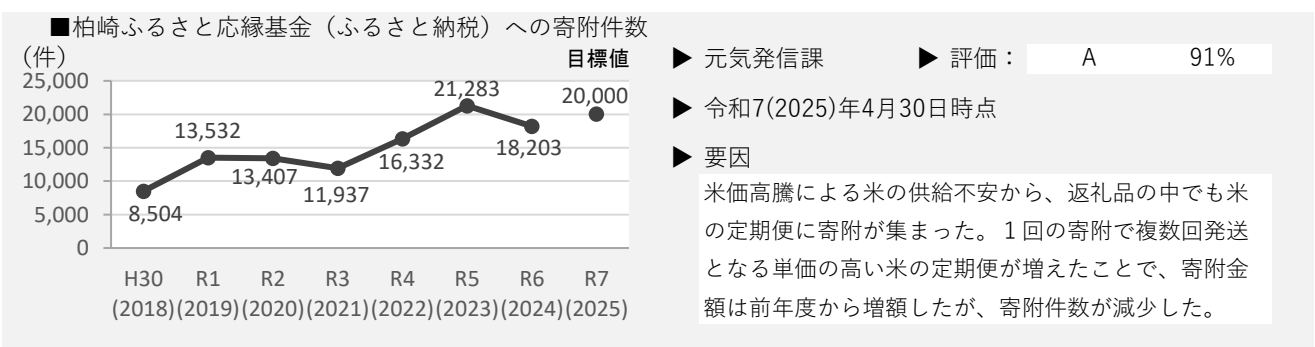 ■柏崎ふるさと応縁基金（ふるさと納税）への寄附件数
(件)
目標値
25,000
20,000
15,000
10,000
5,000
0
8,504
13,532
13,407
11,937
16,332
21,283
18,203
20,000
H30 R1 R2 R3 R4 R5 R6 R7
(2018)(2019)(2020)(2021)(2022)(2023)(2024)(2025)
▶ 元気発信課 ▶ 評価： A 91%
▶ 令和7(2025)年4月30日時点
▶ 要因
米価高騰による米の供給不安から、返礼品の中でも米
の定期便に寄附が集まった。１回の寄附で複数回発送
となる単価の高い米の定期便が増えたことで、寄附金
額は前年度から増額したが、寄附件数が減少した。